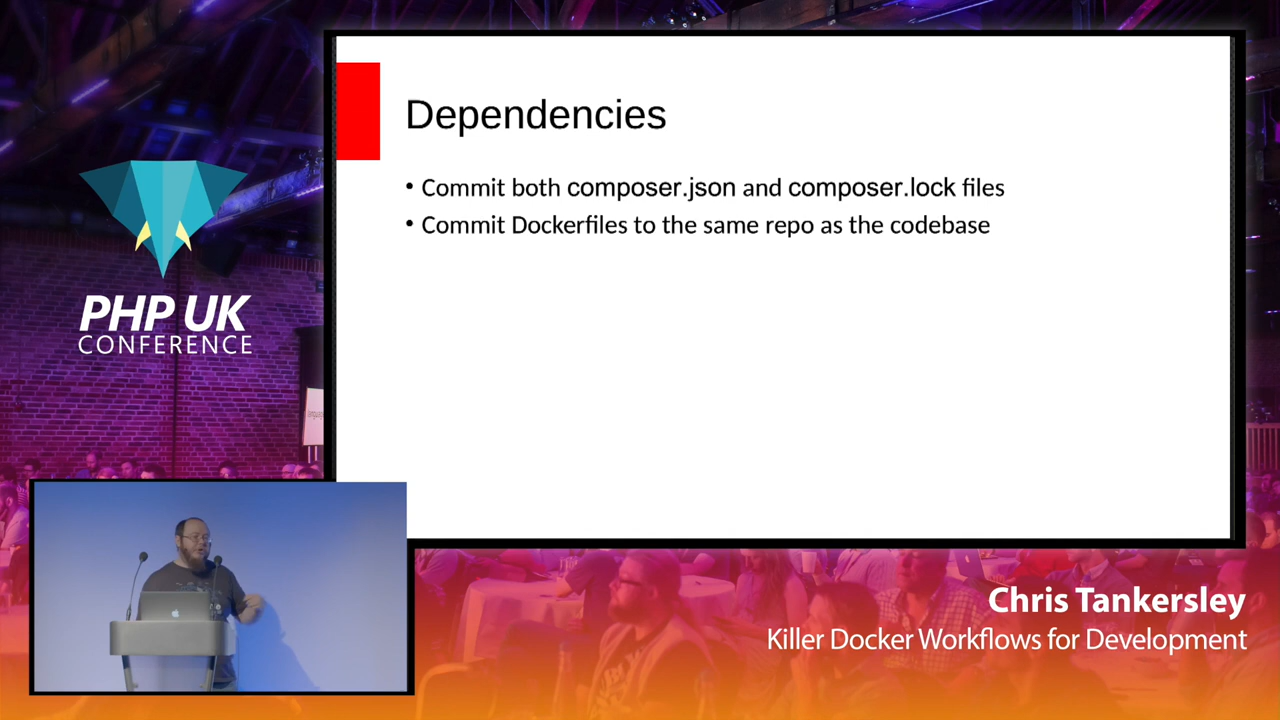 Dependencies
• Commit both composer.json and composer.lock files
• Commit Dockerfiles to the same repo as the codebase
PHP UK
CONFERENCE
Chris Tankersley
Killer Docker Workflows for Development